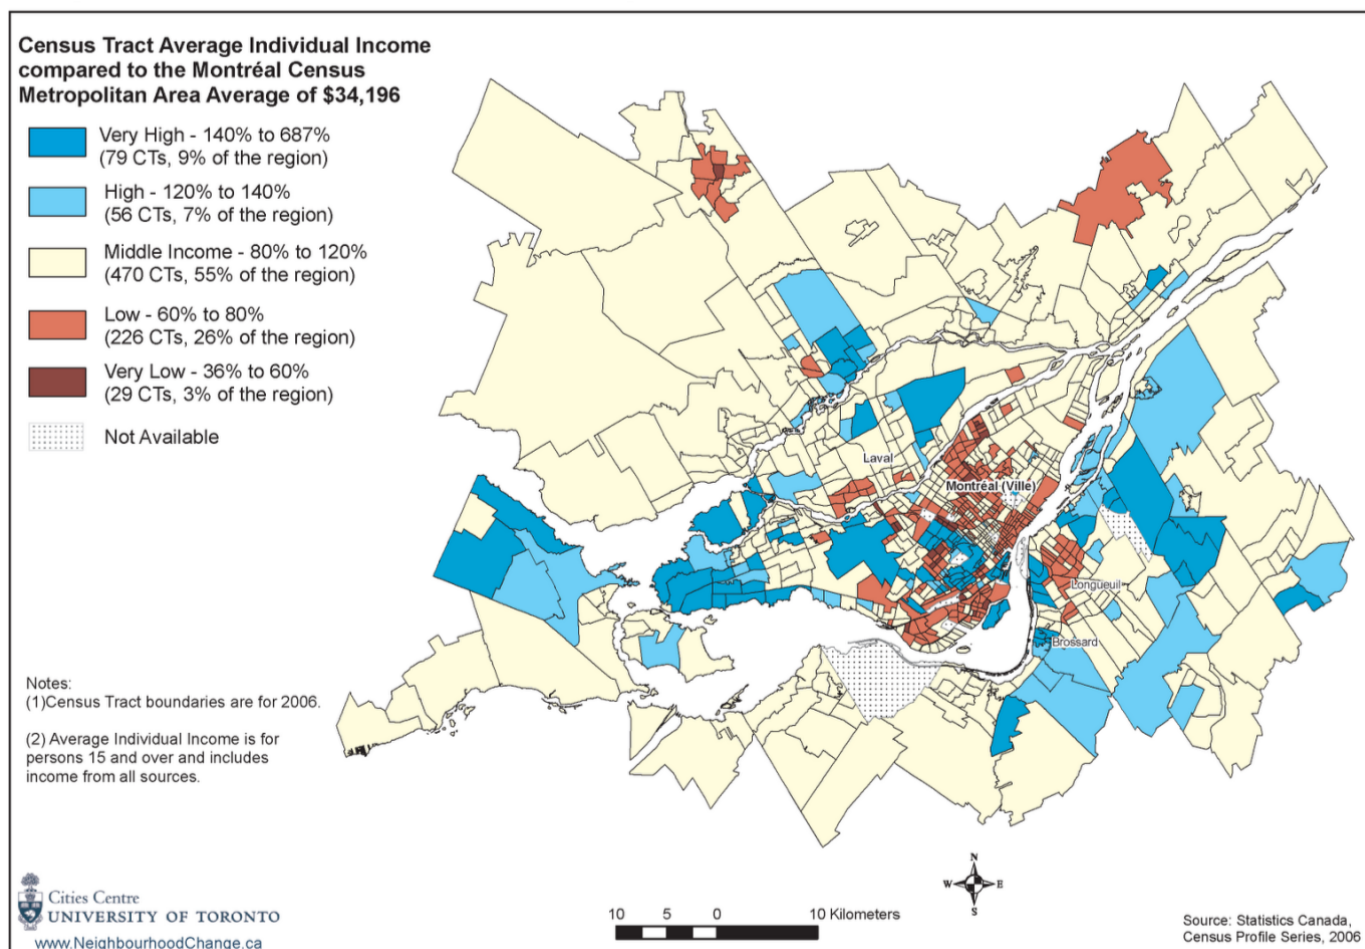 Census Tract Average Individual Income
compared to the Montréal Census
Metropolitan Area Average of $34,196
Very High - 140% to 687%
(79 CTs, 9% of the region)
High - 120% to 140%
(56 CTs, 7% of the region)
Middle Income - 80% to 120%
(470 CTs, 55% of the region)
Low - 60% to 80%
(226 CTs, 26% of the region)
Very Low - 36% to 60%
(29 CTs, 3% of the region)
Not Available
Laval
Montréal (Ville)
Longueuil
Brossard
Notes:
(1)Census Tract boundaries are for 2006.
(2) Average Individual Income is for
persons 15 and over and includes
income from all sources.
N
W E
S
Cities Centre
UNIVERSITY OF TORONTO
www.NeighbourhoodChange.ca
10 5 0 10 Kilometers
Source: Statistics Canada,
Census Profile Series, 2006